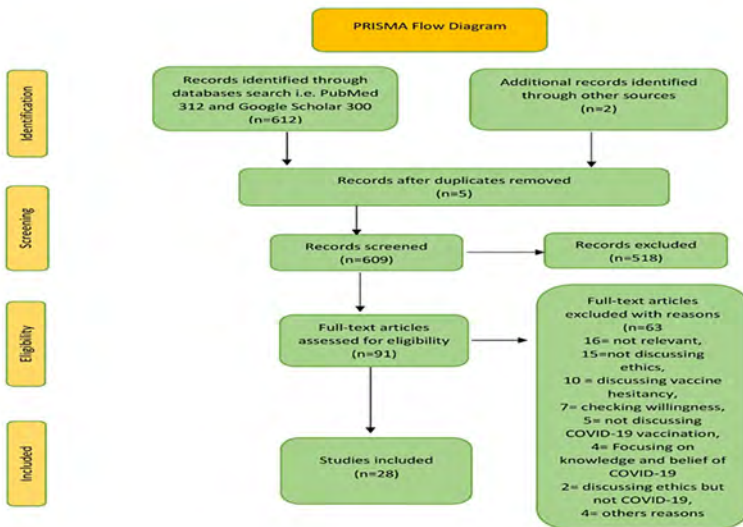 PRISMA Flow Diagram
Identification
Records identified through
databases search i.e. PubMed
312 and Google Scholar 300
(n=612)
Additional records identified
through other sources
(n=2)
Records after duplicates removed
(n=5)
Screening
Records screened
(n=609)
Records excluded
(n=518)
Eligibility
Full-text articles
assessed for eligibility
(n=91)
Full-text articles
excluded with reasons
(n=63
16= not relevant,
15=not discussing
ethics,
10 = discussing vaccine
hesitancy,
7= checking willingness,
5= not discussing
COVID-19 vaccination,
4= Focusing on
knowledge and belief of
COVID-19
2= discussing ethics but
not COVID-19,
4= others reasons
Included
Studies included
(n=28)